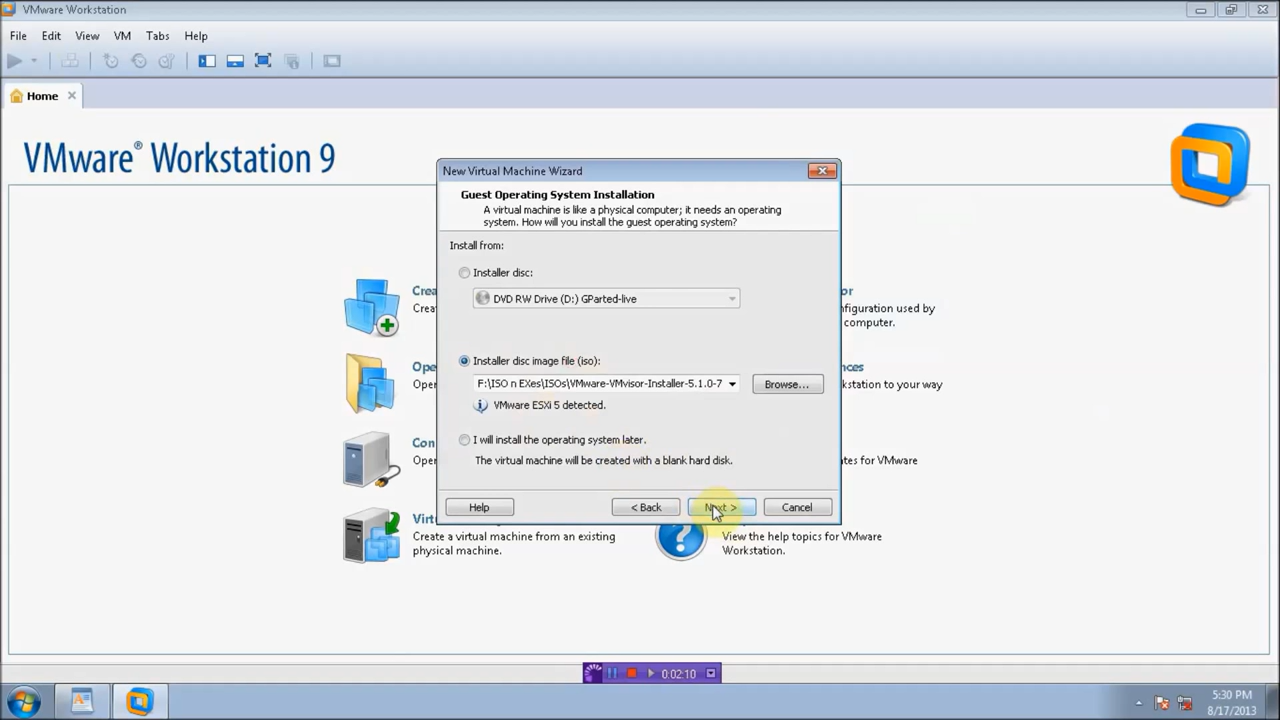 VMware Workstation
File Edit View VM Tabs Help
Home
VMware® Workstation 9
New Virtual Machine Wizard
Guest Operating System Installation
A virtual machine is like a physical computer; it needs an operating
system. How will you install the guest operating system?
Install from:
Installer disc:
DVD RW Drive (D:) GParted-live
Installer disc image file (iso):
F:\ISO n EXes\ISOs\VMware-VMvisor-Installer-5.1.0-7
Browse...
VMware ESXi 5 detected.
I will install the operating system later.
The virtual machine will be created with a blank hard disk.
Help < Back Next > Cancel
Crea
Crea
or
figuration used by
computer.
Ope
Ope
nces
kstation to your way
Con
Ope
ates for VMware
Virt
Create a virtual machine from an existing
physical machine.
View the help topics for VMware
Workstation.
0:02:10
5:30 PM
8/17/2013